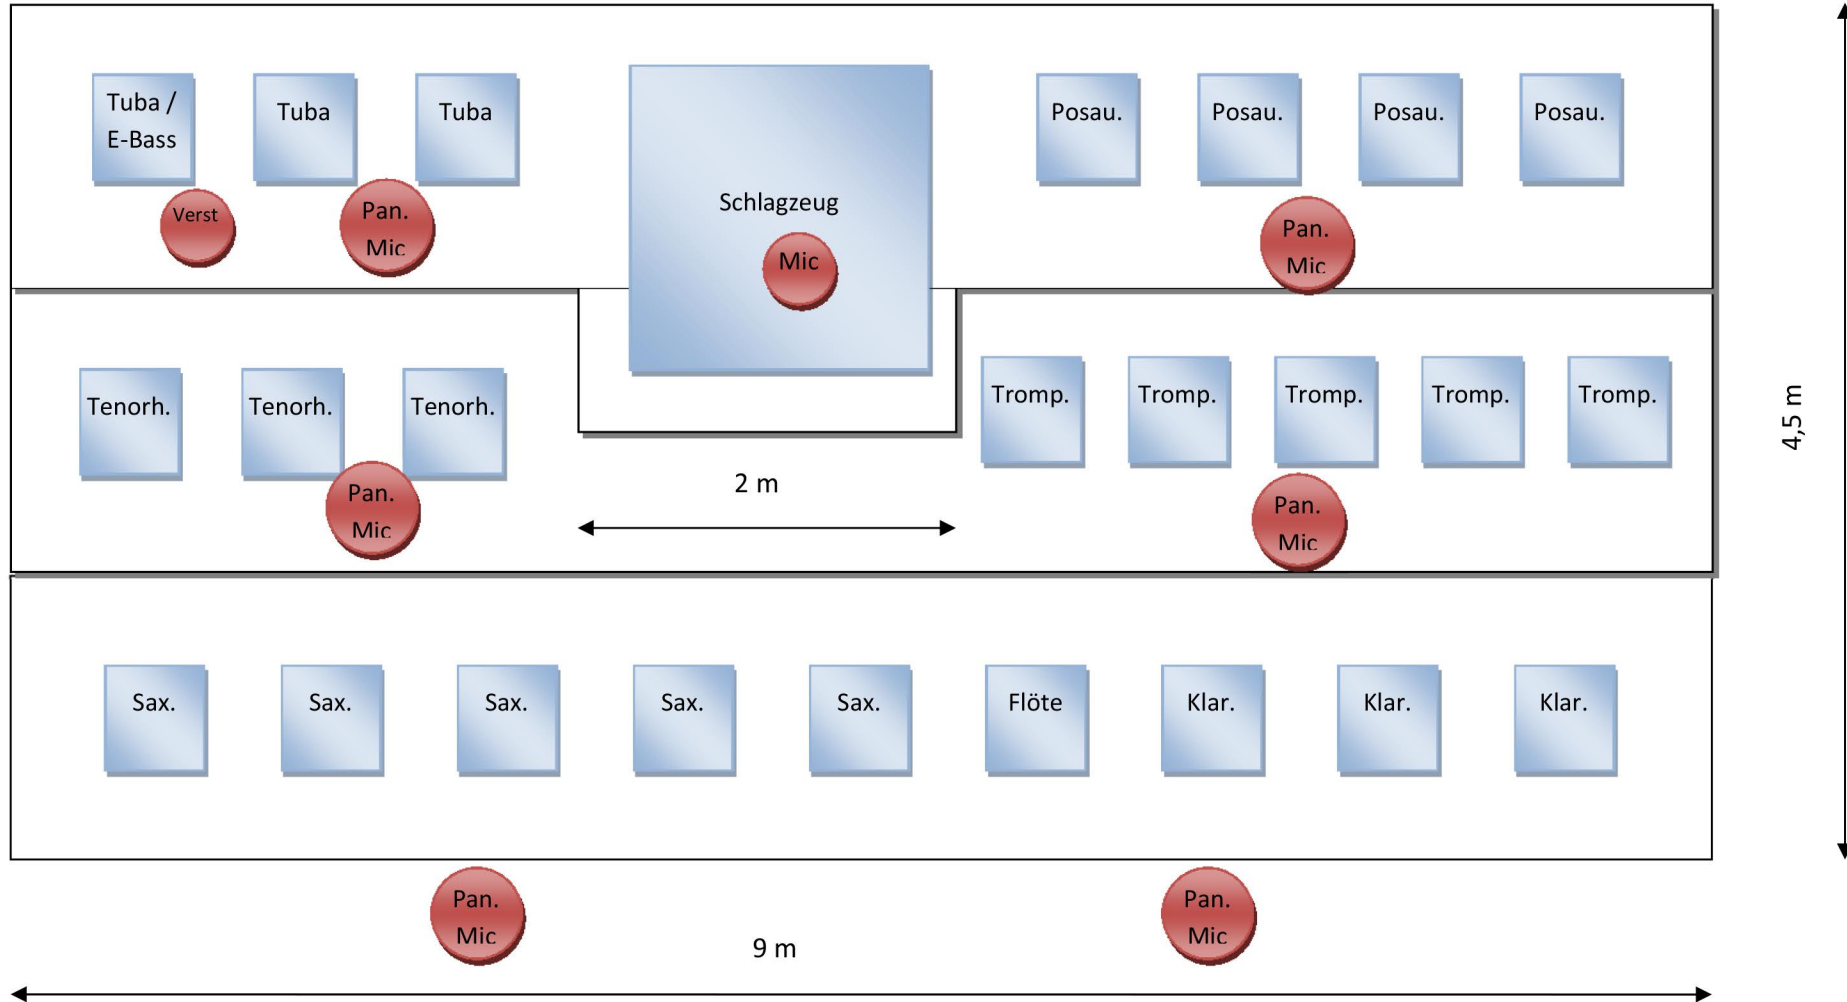 Tuba /
E-Bass
Tuba
Tuba
Schlagzeug
Posau.
Posau.
Posau.
Posau.
Verst
Pan.
Mic
Mic
Pan.
Mic
Tenorh.
Tenorh.
Tenorh.
Tromp.
Tromp.
Tromp.
Tromp.
Tromp.
4,5 m
Pan.
Mic
2 m
Pan.
Mic
Sax.
Sax.
Sax.
Sax.
Sax.
Flöte
Klar.
Klar.
Klar.
Pan.
Mic
Pan.
Mic
9 m